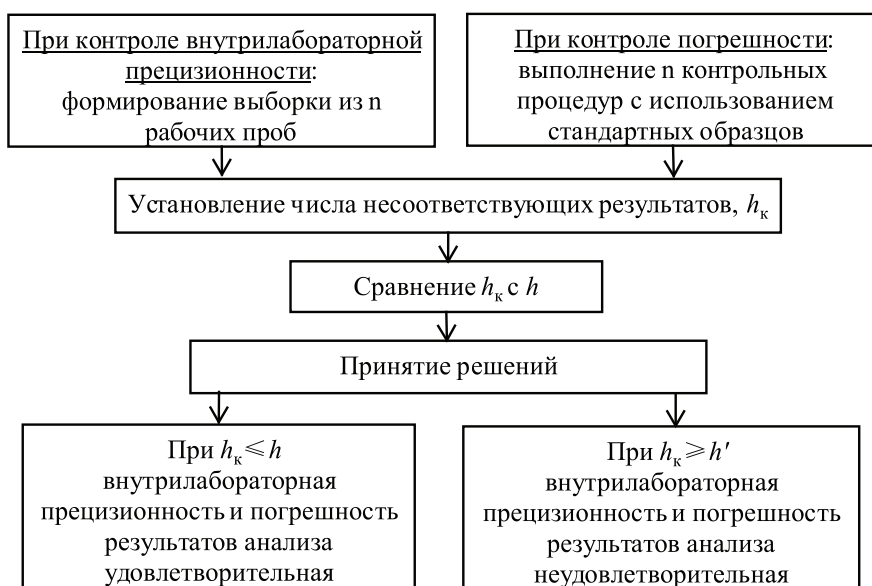 При контроле внутрилабораторной
прецизионности:
формирование выборки из n
рабочих проб
При контроле погрешности:
выполнение n контрольных
процедур с использованием
стандартных образцов
Установление числа несоответствующих результатов, hк
Сравнение hк с h
Принятие решений
При hк ⩽ h
внутрилабораторная
прецизионность и погрешность
результатов анализа
удовлетворительная
При hк ⩾ h′
внутрилабораторная
прецизионность и погрешность
результатов анализа
неудовлетворительная